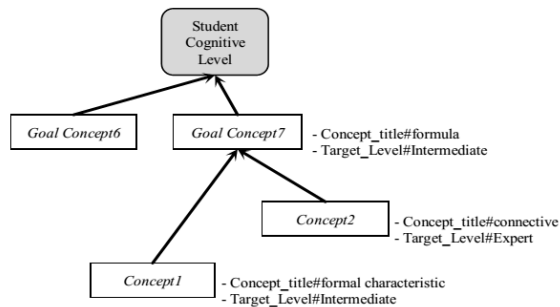 Student
Cognitive
Level
Goal Concept6
Goal Concept7
- Concept_title#formula
- Target_Level#Intermediate
Concept2
- Concept_title#connective
- Target_Level#Expert
Concept1
- Concept_title#formal characteristic
- Target_Level#Intermediate